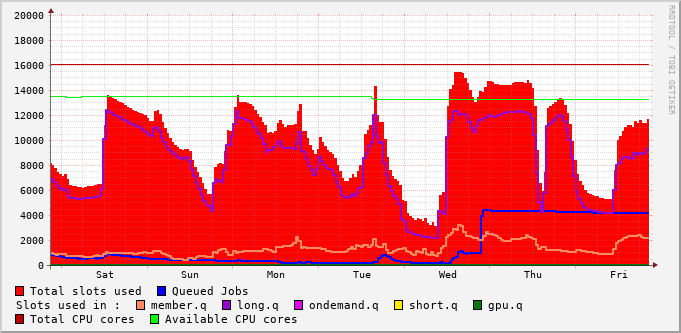 20000
18000
16000
14000
12000
10000
8000
6000
4000
2000
0
Sat Sun Mon Tue Wed Thu Fri
RRDTOOL / TOBI OETIKER
Total slots used Queued Jobs
Slots used in : member.q long.q ondemand.q short.q gpu.q
Total CPU cores Available CPU cores